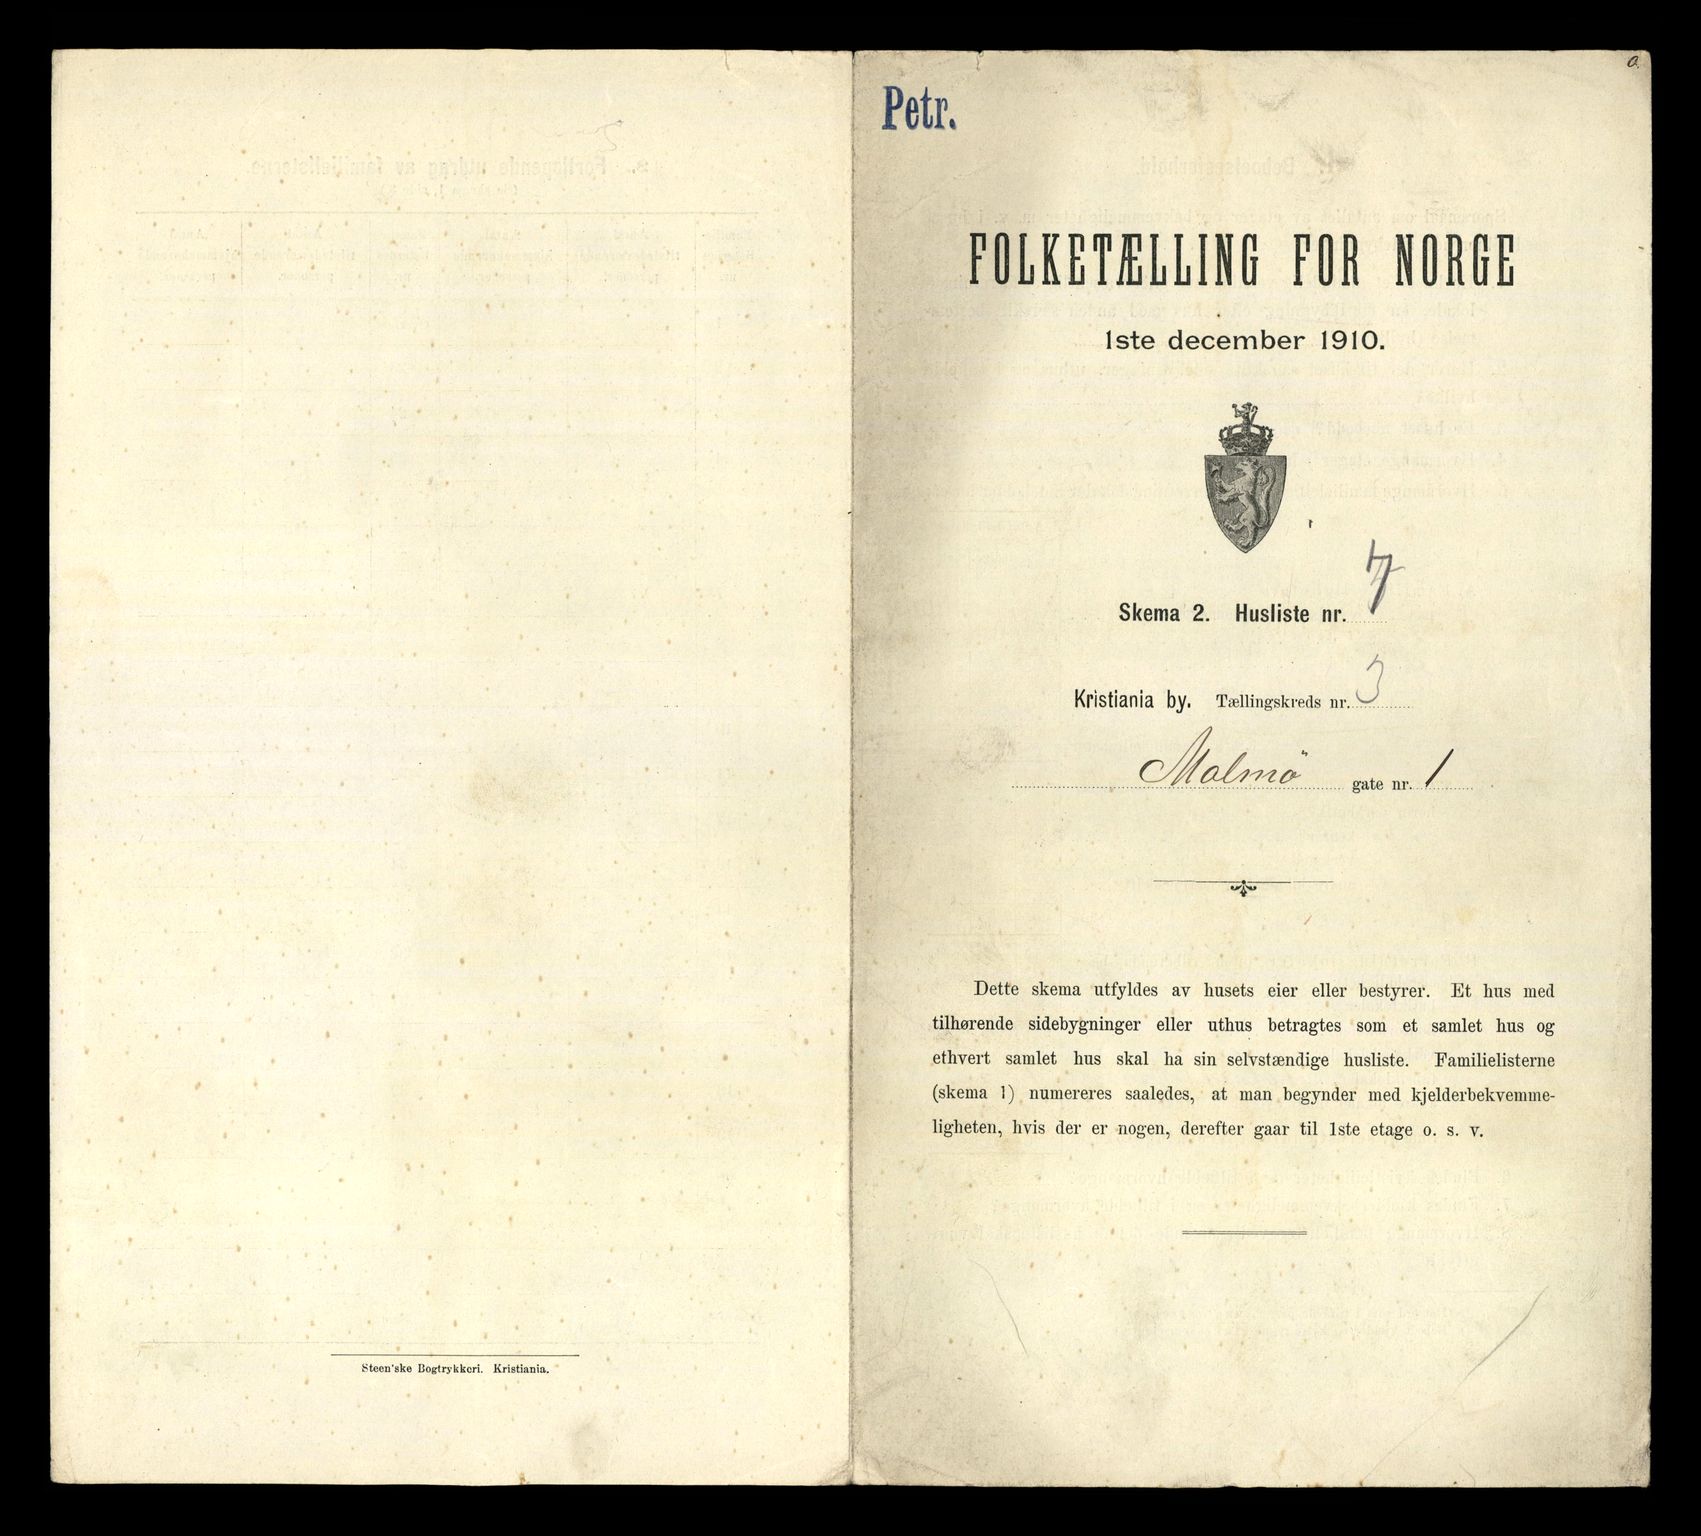 Steen'ske Bogtrykkeri. Kristiania.
a
Petr.
FOLKETÆLLING FOR NORGE
1ste december 1910.
Skema 2. Husliste nr. 7
Kristiania by. Tællingskreds nr. 3
Malmö gate nr. 1
Dette skema utfyldes av husets eier eller bestyrer. Et hus med
tilhørende sidebygninger eller uthus betragtes som et samlet hus og
ethvert samlet hus skal ha sin selvstændige husliste. Familielisterne
(skema 1) numereres saaledes, at man begynder med kjelderbekvemme-
ligheten, hvis der er nogen, derefter gaar til 1ste etage o. s. v.